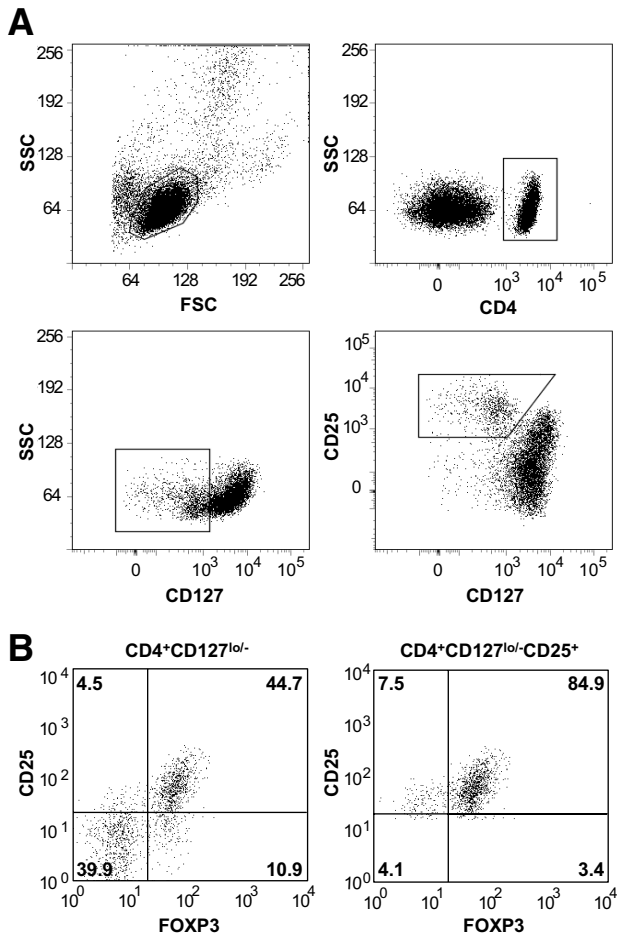 A
256
192
128
64
SSC
64 128 192 256
FSC
256
192
128
64
SSC
0 10³ 10⁴ 10⁵
CD4
256
192
128
64
SSC
0 10³ 10⁴ 10⁵
CD127
10⁵
10⁴
10³
0
CD25
0 10³ 10⁴ 10⁵
CD127
B
CD4⁺CD127ˡᵒ/⁻
10⁴
10³
10²
10¹
10⁰
CD25
4.5 44.7
39.9 10.9
10⁰ 10¹ 10² 10³ 10⁴
FOXP3
CD4⁺CD127ˡᵒ/⁻CD25⁺
10⁴
10³
10²
10¹
10⁰
CD25
7.5 84.9
4.1 3.4
10⁰ 10¹ 10² 10³ 10⁴
FOXP3